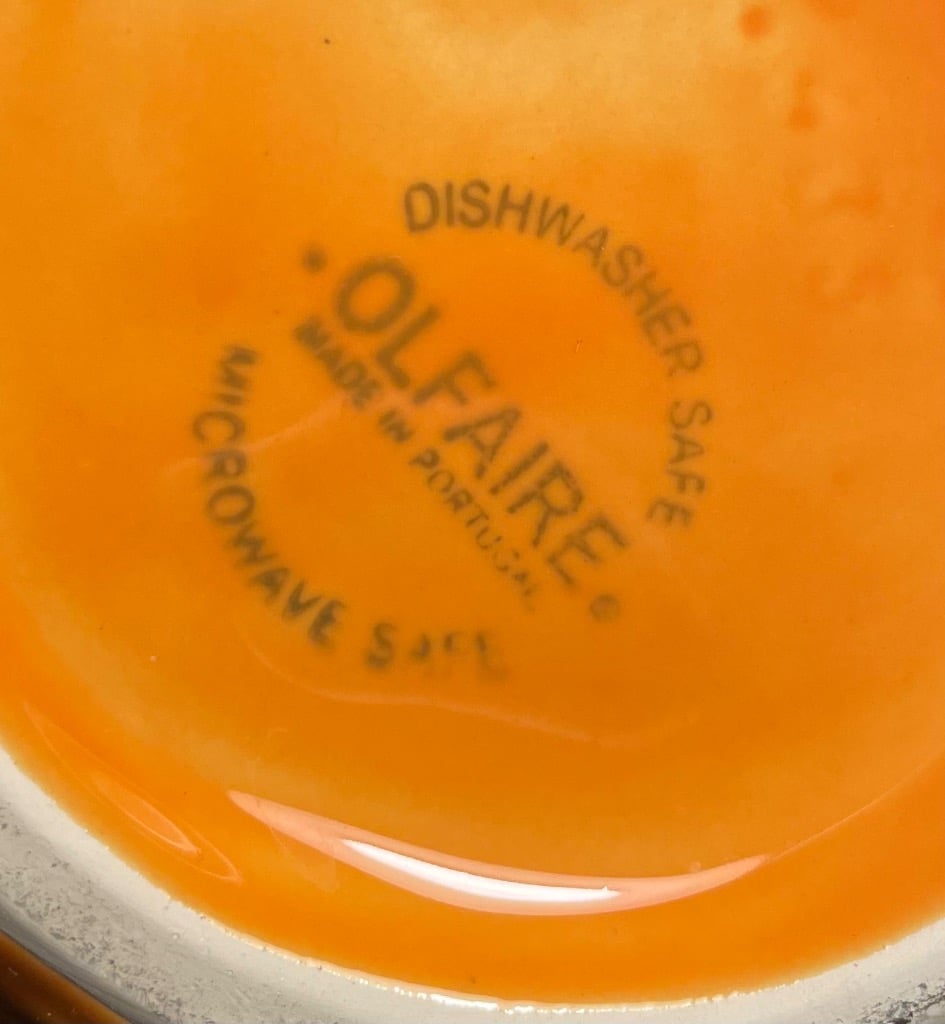 DISHWASHER SAFE
OLFAIRE
MADE IN PORTUGAL
MICROWAVE SAFE